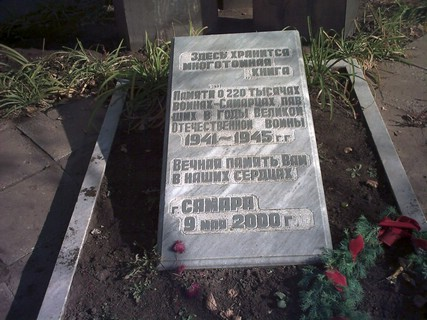 Здесь хранится
многотомная
книга
Память о 220 тысячах
воинах-самарцах пав
ших в годы Великой
Отечественной войны
1941-1945 г.г
Вечная память Вам
в наших сердцах!
г. Самара
9 мая 2000 г.